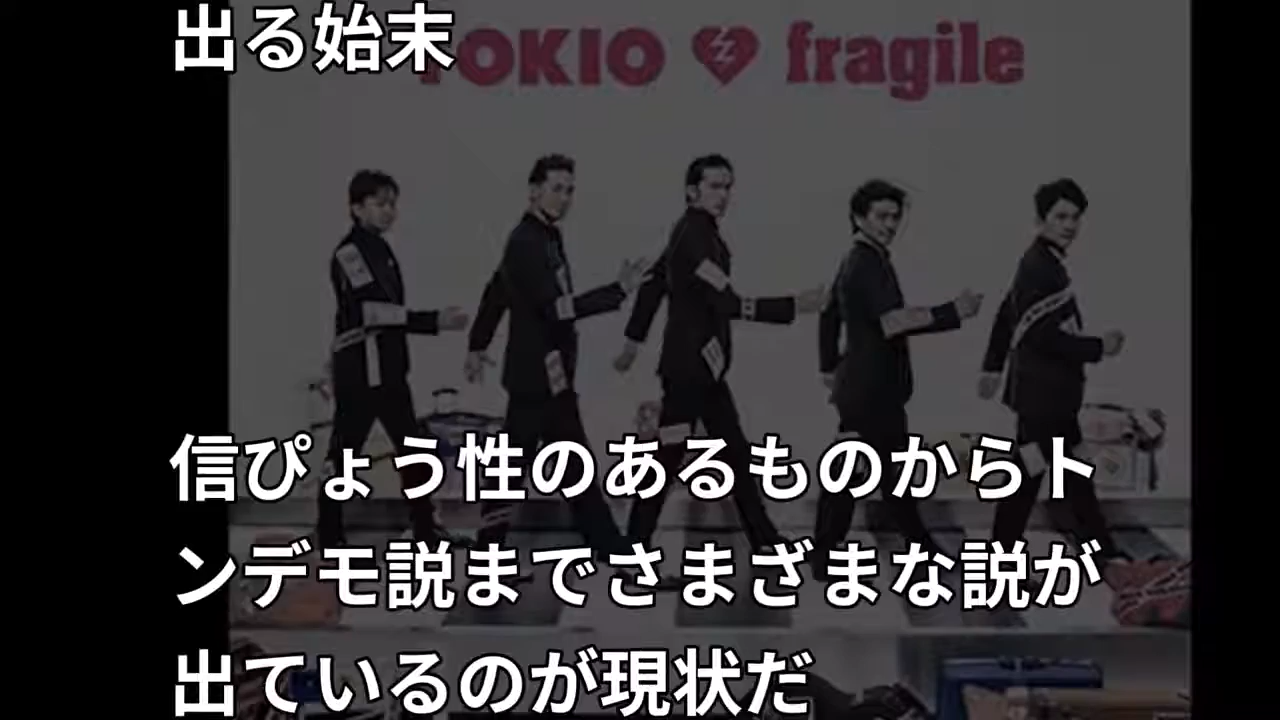 出る始末
TOKIO fragile
信ぴょう性のあるものからト
ンデモ説までさまざまな説が
出ているのが現状だ